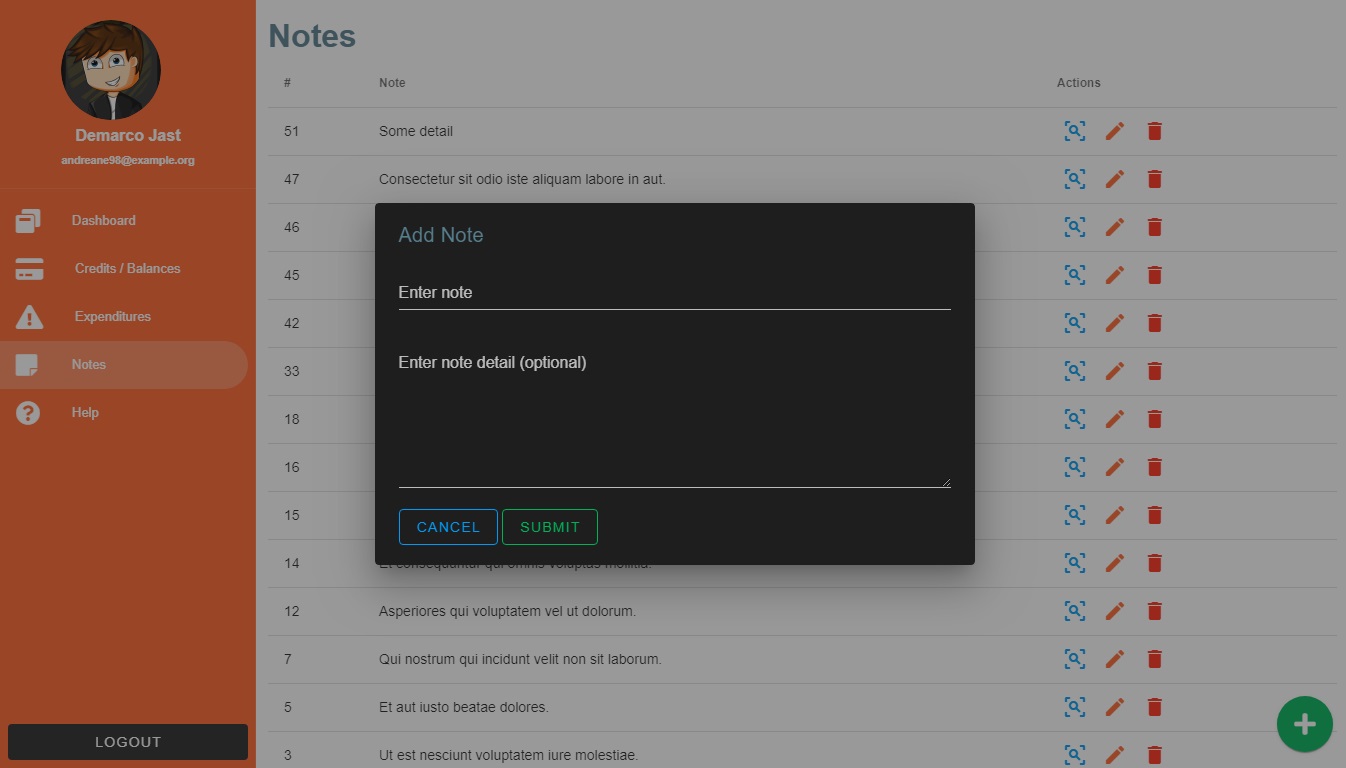 Demarco Jast
andreane98@example.org
Dashboard
Credits / Balances
Expenditures
Notes
Help
LOGOUT
Notes
# Note Actions
51 Some detail
47 Consectetur sit odio iste aliquam labore in aut.
46
45
42
33
18
16
15
14 Et consequuntur qui omnis voluptas mollitia.
12 Asperiores qui voluptatem vel ut dolorum.
7 Qui nostrum qui incidunt velit non sit laborum.
5 Et aut iusto beatae dolores.
3 Ut est nesciunt voluptatem iure molestiae.
Add Note
Enter note
Enter note detail (optional)
CANCEL SUBMIT